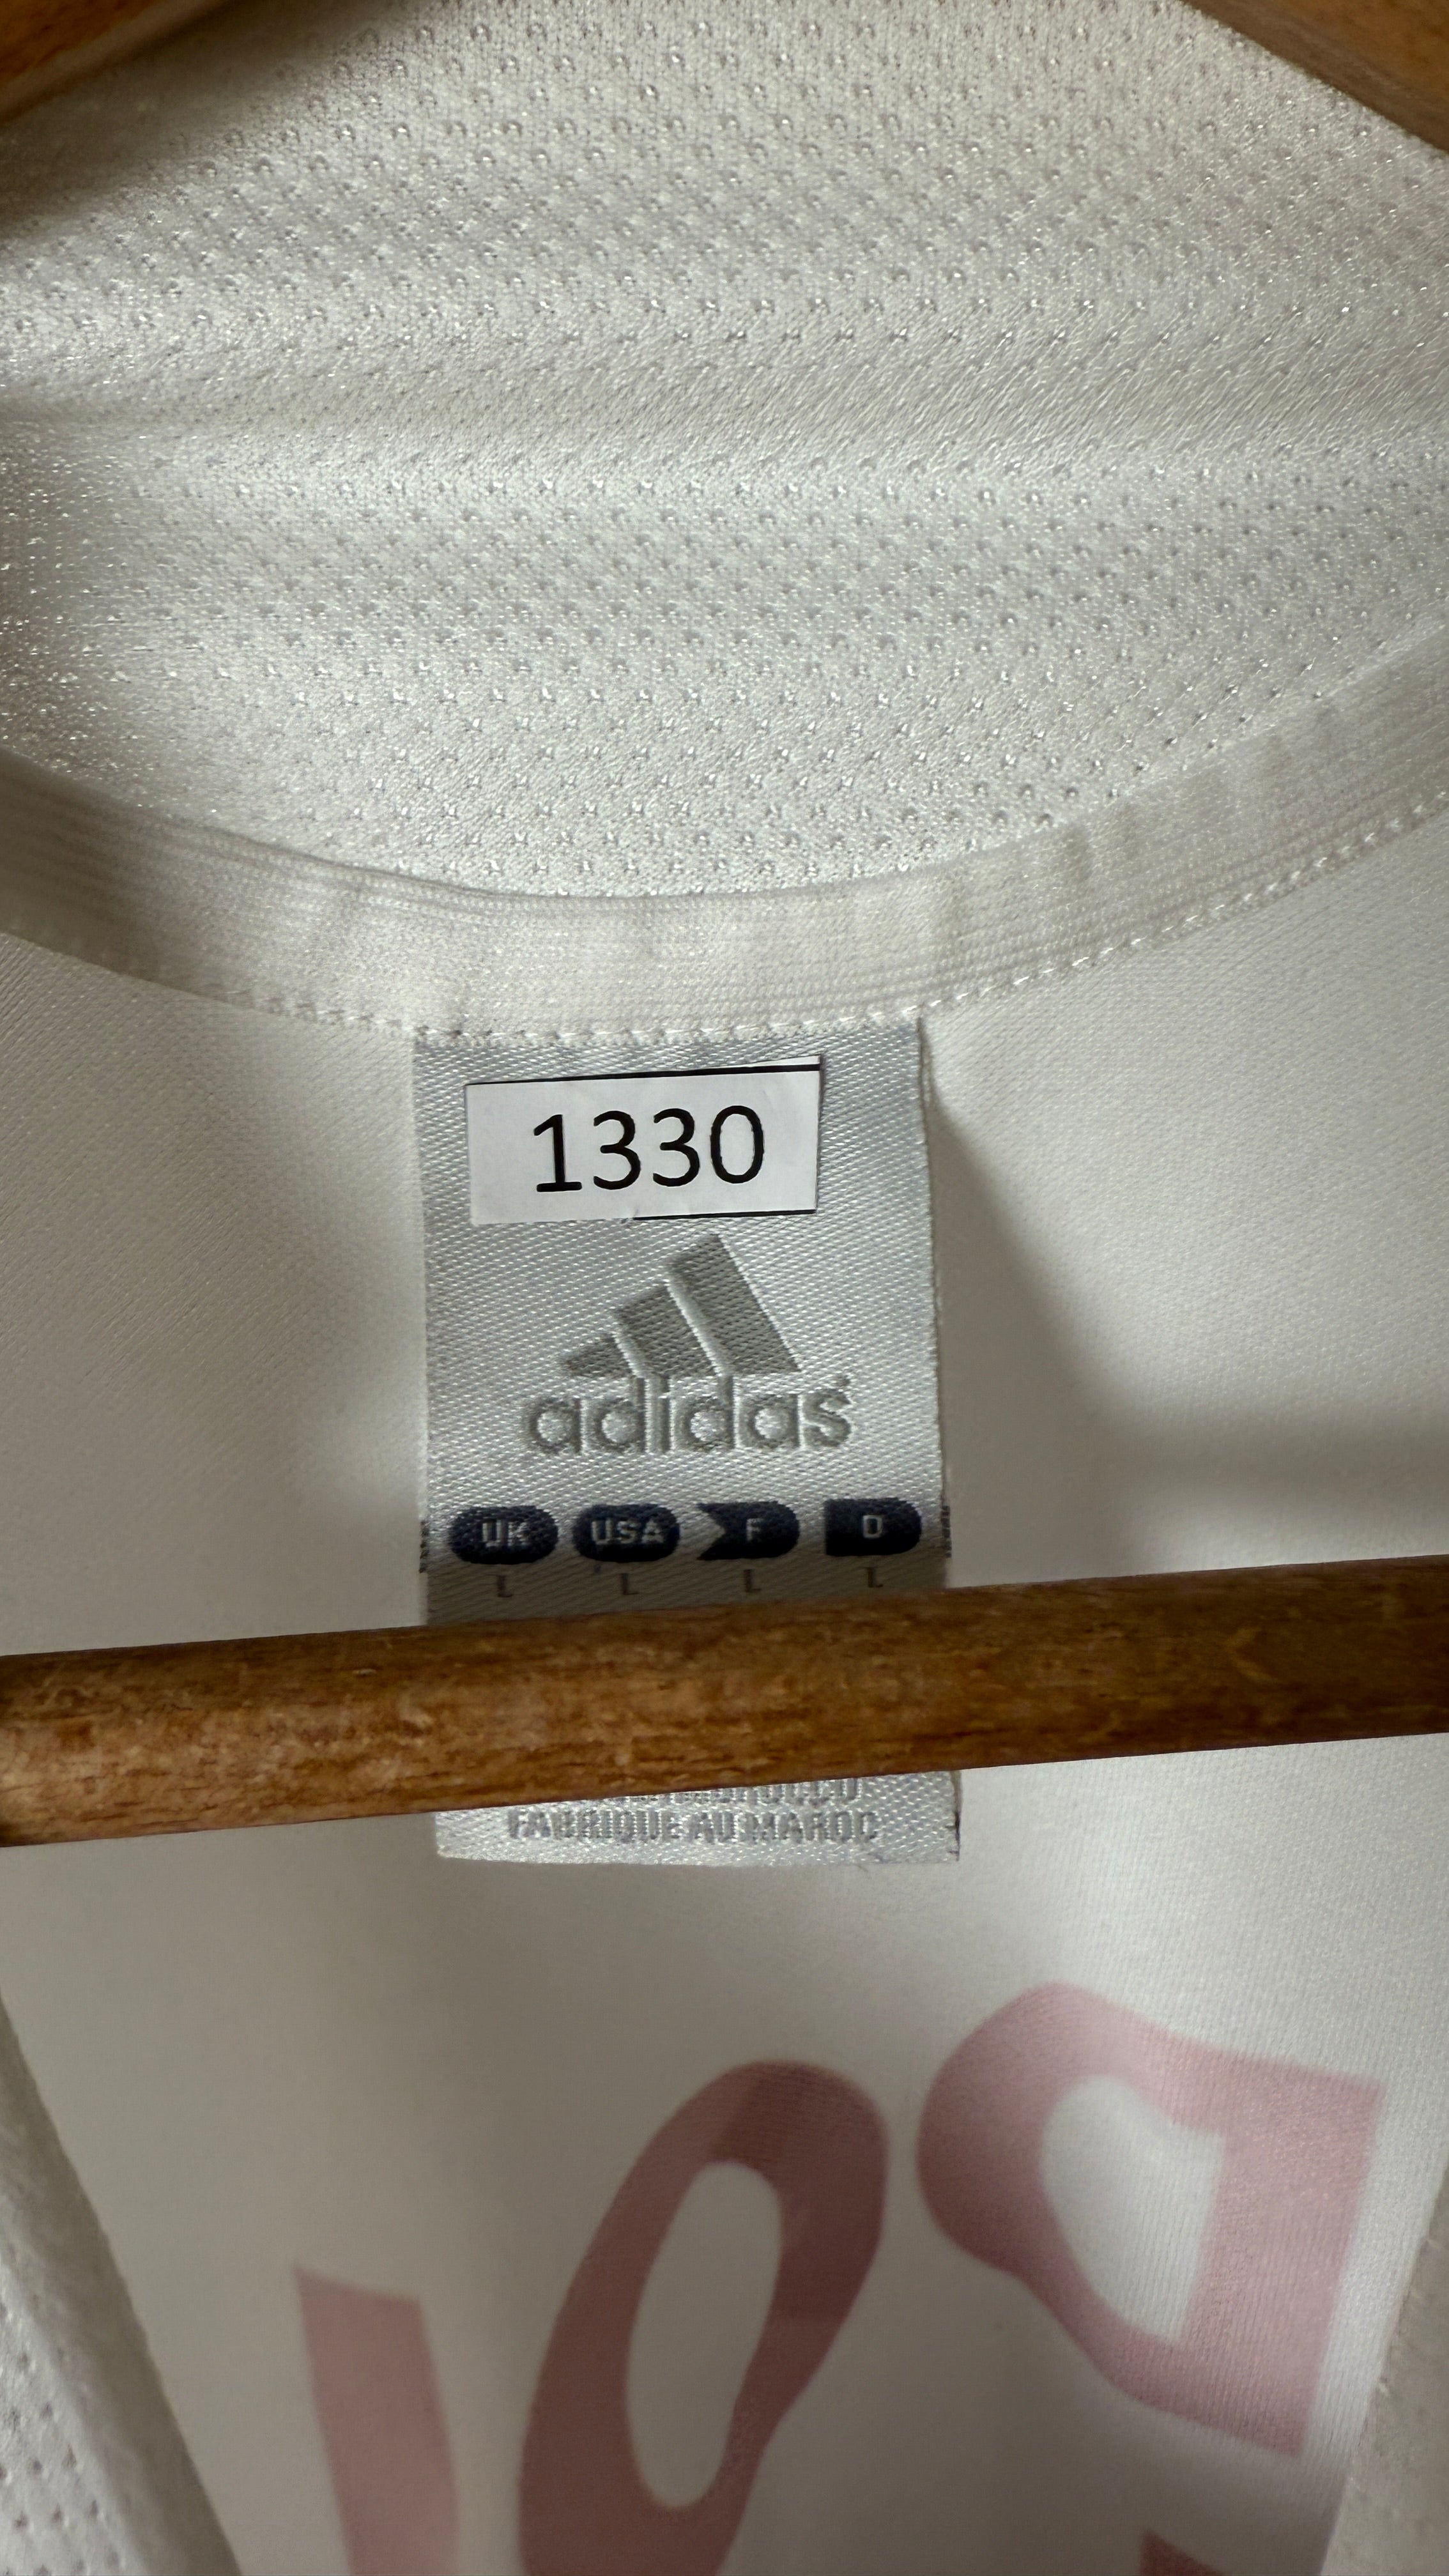 1330
adidas
UK USA F D
L L L L
FABRIQUE AU MAROC